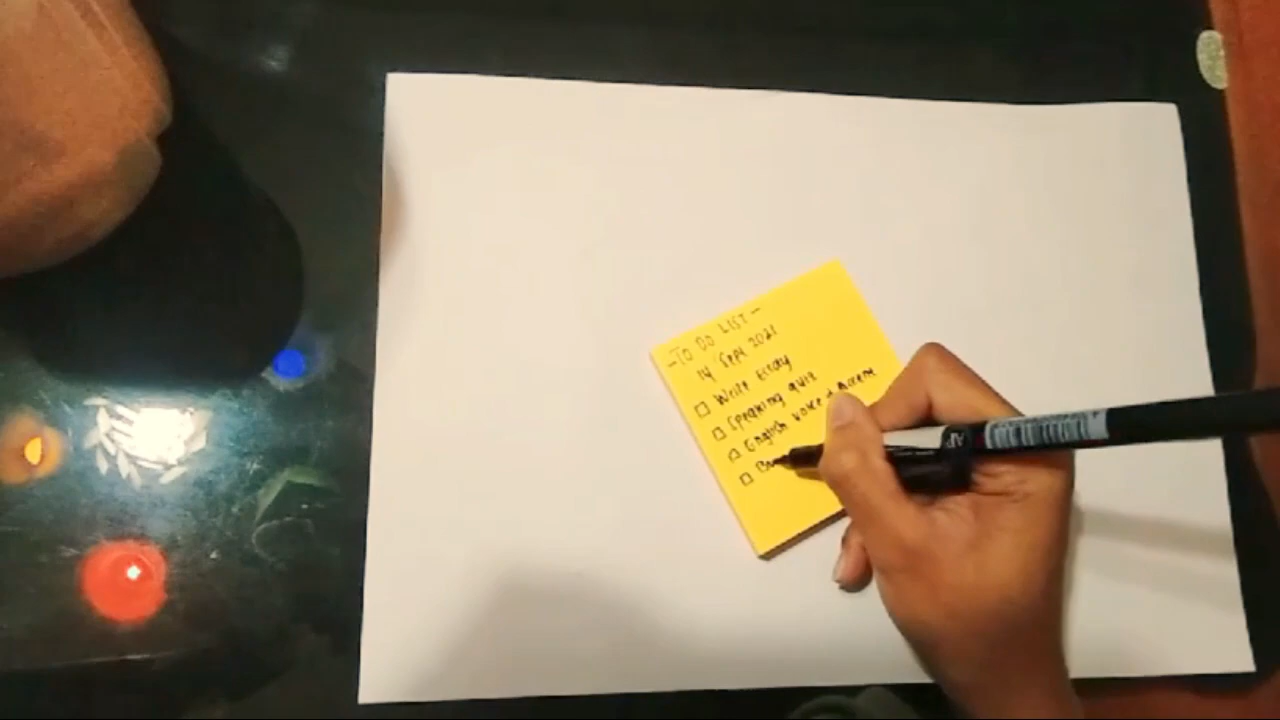 -TO DO LIST-
14 Sept 2021
Write Essay
Speaking quiz
English Voice & Accent